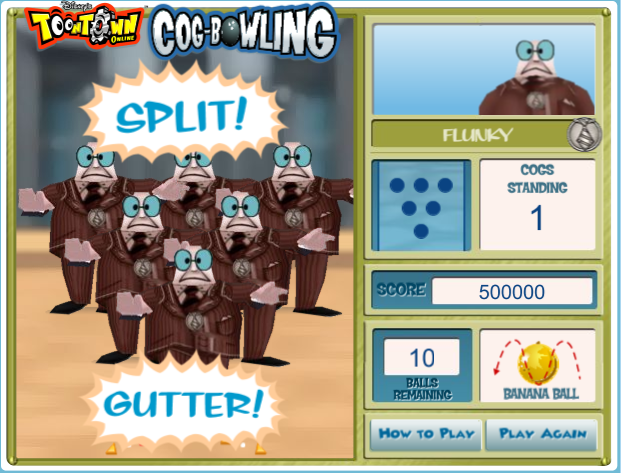 Disney's
TOONTOWN
ONLINE
COG-BOWLING
SPLIT!
GUTTER!
FLUNKY
COGS
STANDING
1
SCORE
500000
10
BALLS
REMAINING
BANANA BALL
HOW TO PLAY
PLAY AGAIN